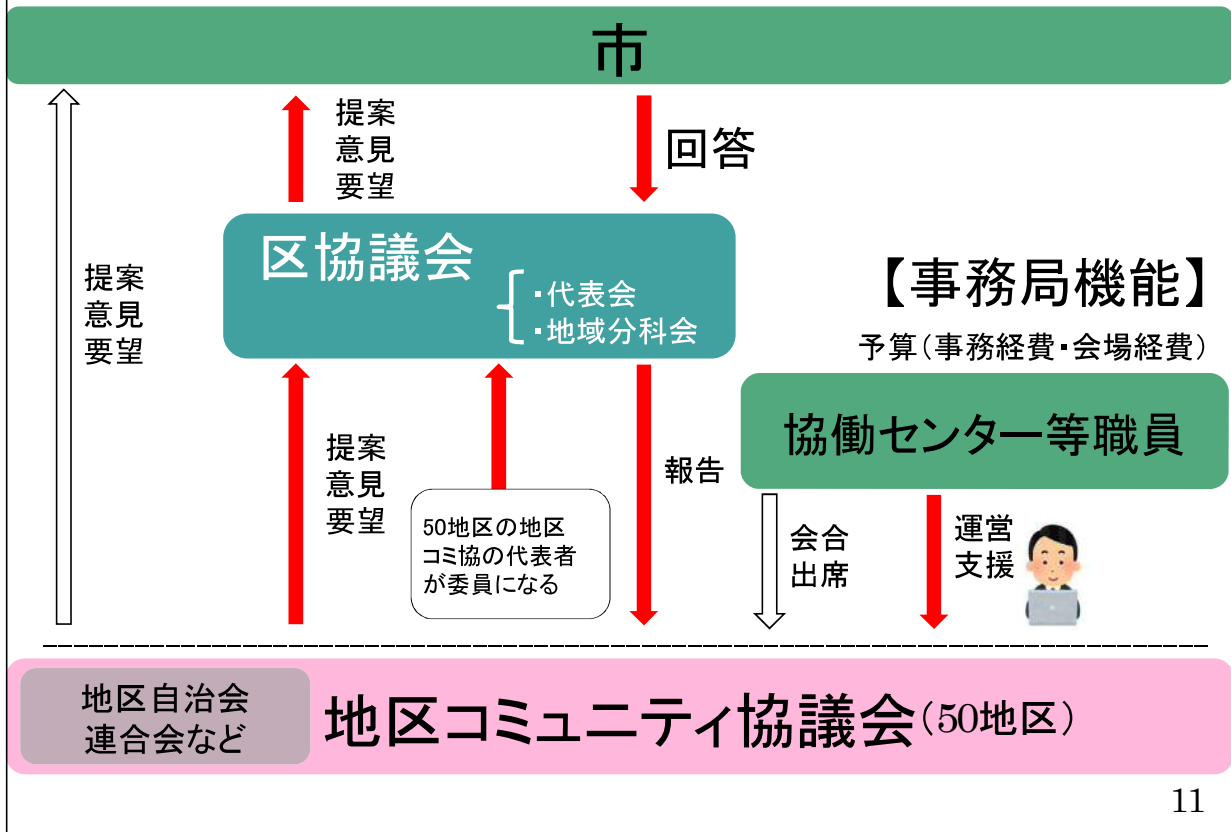 市
提案
意見
要望
回答
提案
意見
要望
区協議会
・代表会
・地域分科会
【事務局機能】
予算（事務経費・会場経費）
協働センター等職員
提案
意見
要望
50地区の地区
コミ協の代表者
が委員になる
報告
会合
出席
運営
支援
地区自治会
連合会など
地区コミュニティ協議会（50地区）
11